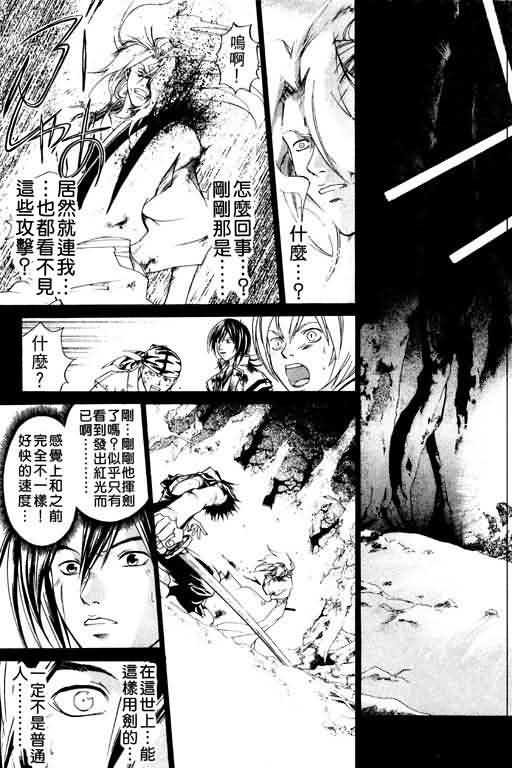 什麼…?
嗚啊!
怎麼回事…?
剛剛那是……
居然就連我…
…也都看不見
這些攻擊?
什麼?
剛…剛剛他揮劍
了嗎?似乎只有
看到發出紅光而
已啊…………
感覺上和之前
完全不一樣!
好快的速度…
在這世上…能
這樣用劍的…
一定不是普通
人…………